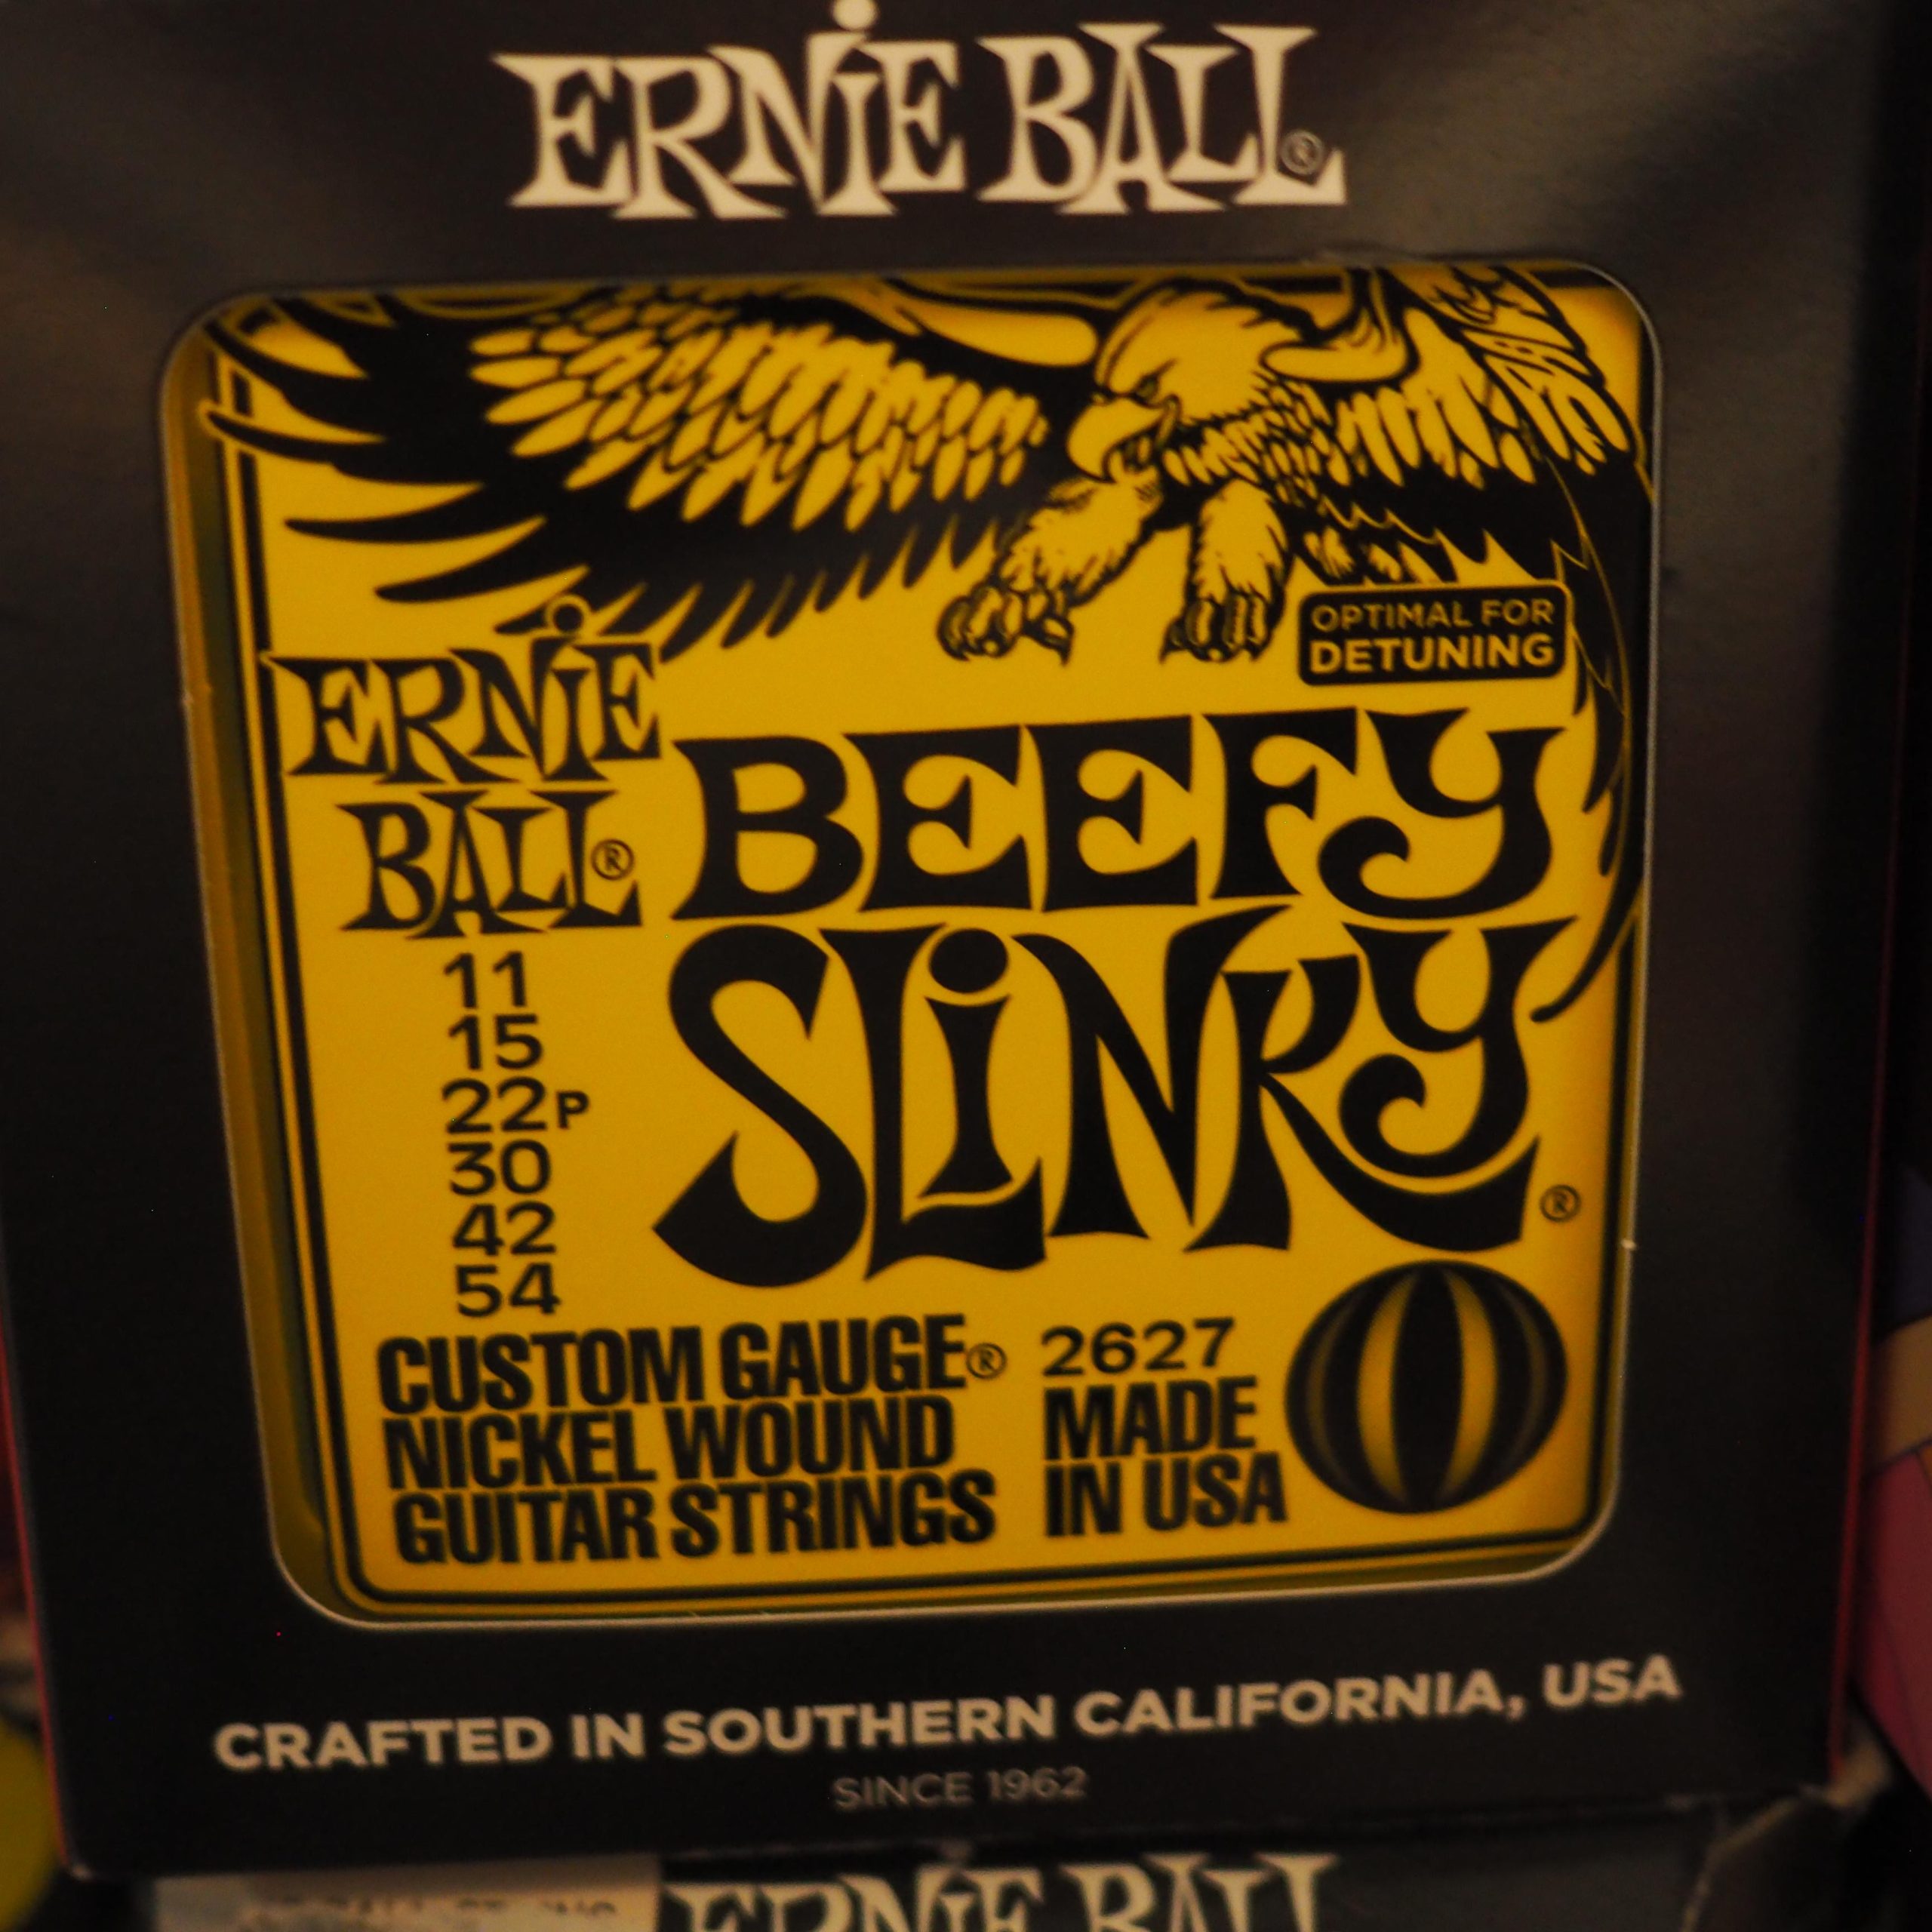 ERNiE BALL®
OPTIMAL FOR
DETUNING
ERNiE
BALL®
BEEFY
SLiNKY®
11
15
22P
30
42
54
CUSTOM GAUGE®
NICKEL WOUND
GUITAR STRINGS
2627
MADE
IN USA
CRAFTED IN SOUTHERN CALIFORNIA, USA
SINCE 1962
ERNiE BALL